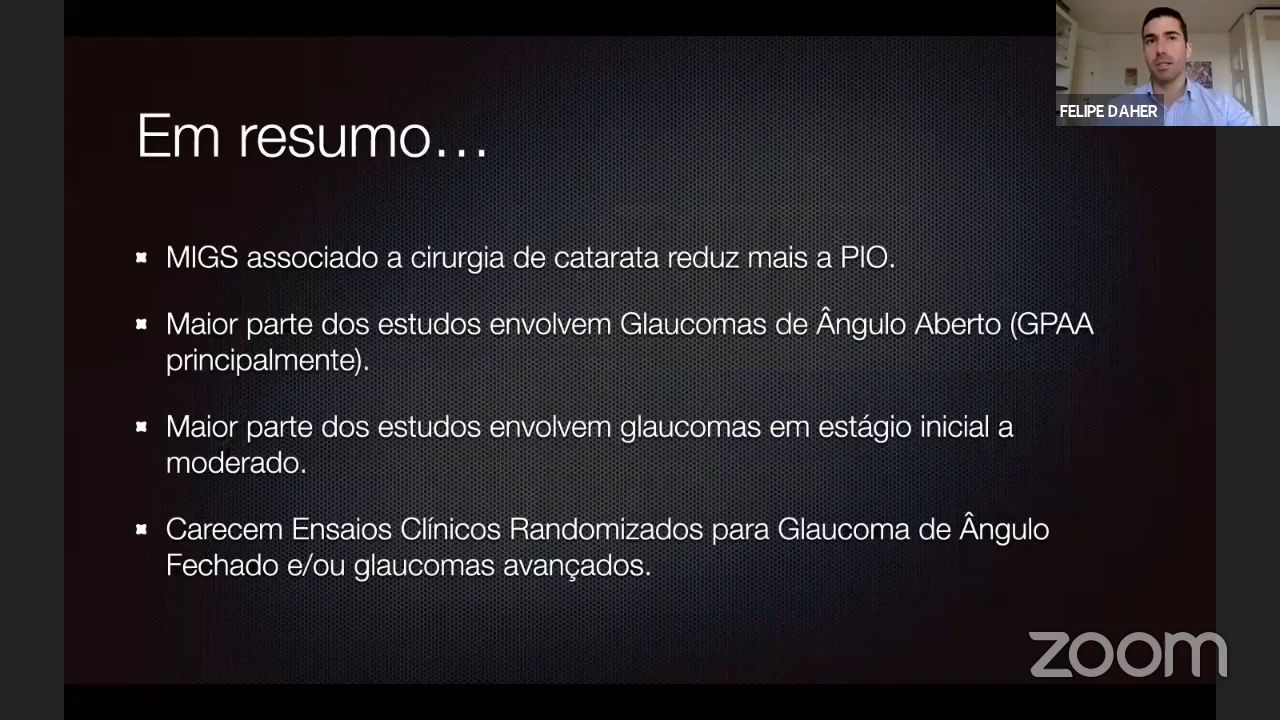 FELIPE DAHER
Em resumo…
MIGS associado a cirurgia de catarata reduz mais a PIO.
Maior parte dos estudos envolvem Glaucomas de Ângulo Aberto (GPAA
principalmente).
Maior parte dos estudos envolvem glaucomas em estágio inicial a
moderado.
Carecem Ensaios Clínicos Randomizados para Glaucoma de Ângulo
Fechado e/ou glaucomas avançados.
zoom